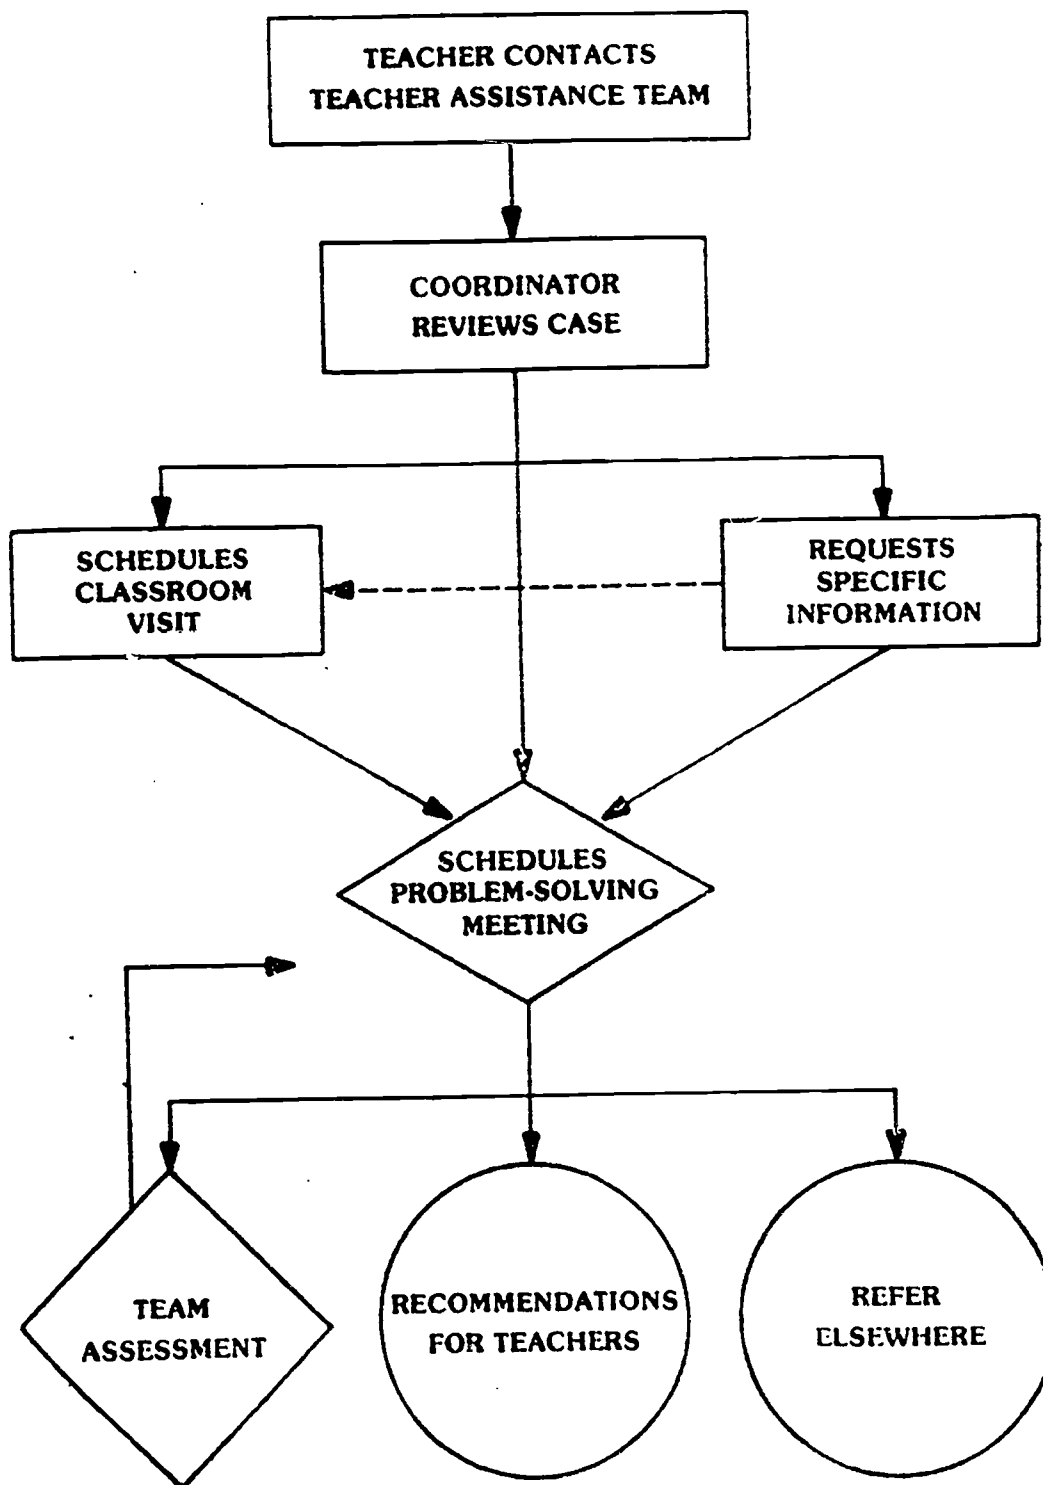 TEACHER CONTACTS
TEACHER ASSISTANCE TEAM
COORDINATOR
REVIEWS CASE
SCHEDULES
CLASSROOM
VISIT
REQUESTS
SPECIFIC
INFORMATION
SCHEDULES
PROBLEM-SOLVING
MEETING
TEAM
ASSESSMENT
RECOMMENDATIONS
FOR TEACHERS
REFER
ELSEWHERE